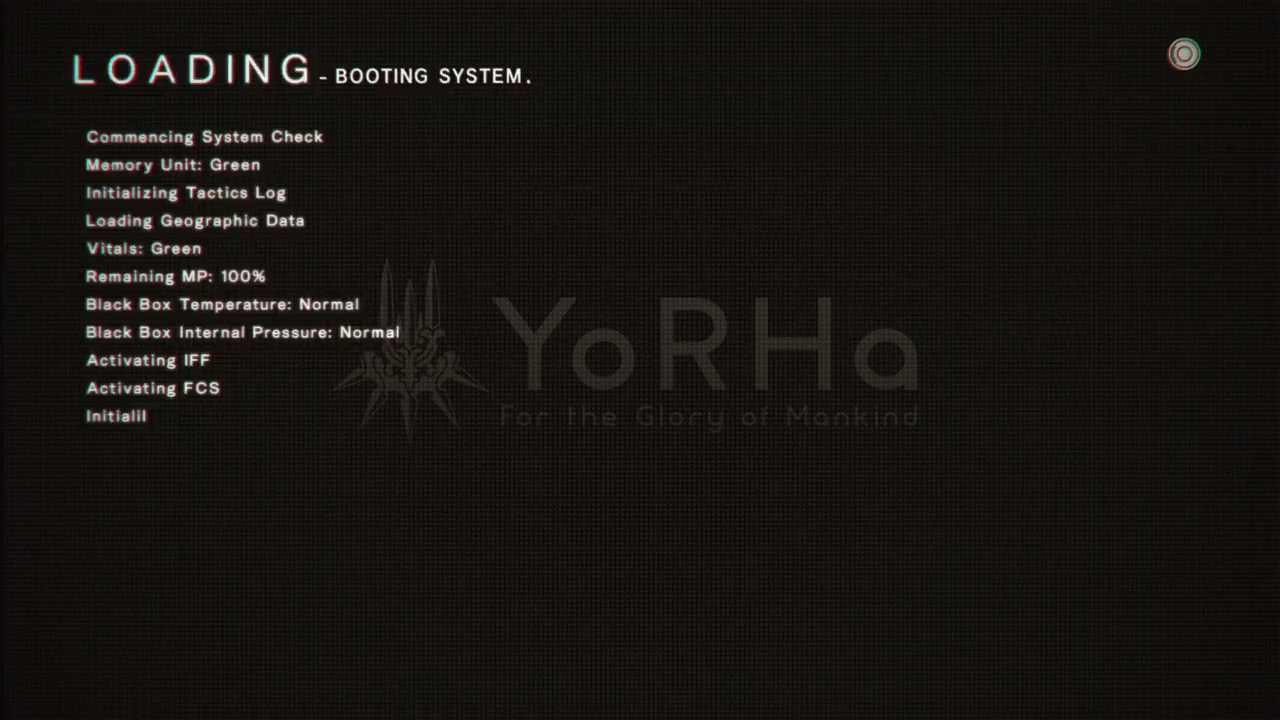 LOADING - BOOTING SYSTEM.
Commencing System Check
Memory Unit: Green
Initializing Tactics Log
Loading Geographic Data
Vitals: Green
Remaining MP: 100%
Black Box Temperature: Normal
Black Box Internal Pressure: Normal
Activating IFF
Activating FCS
Initialil
YoRHa
For the Glory of Mankind